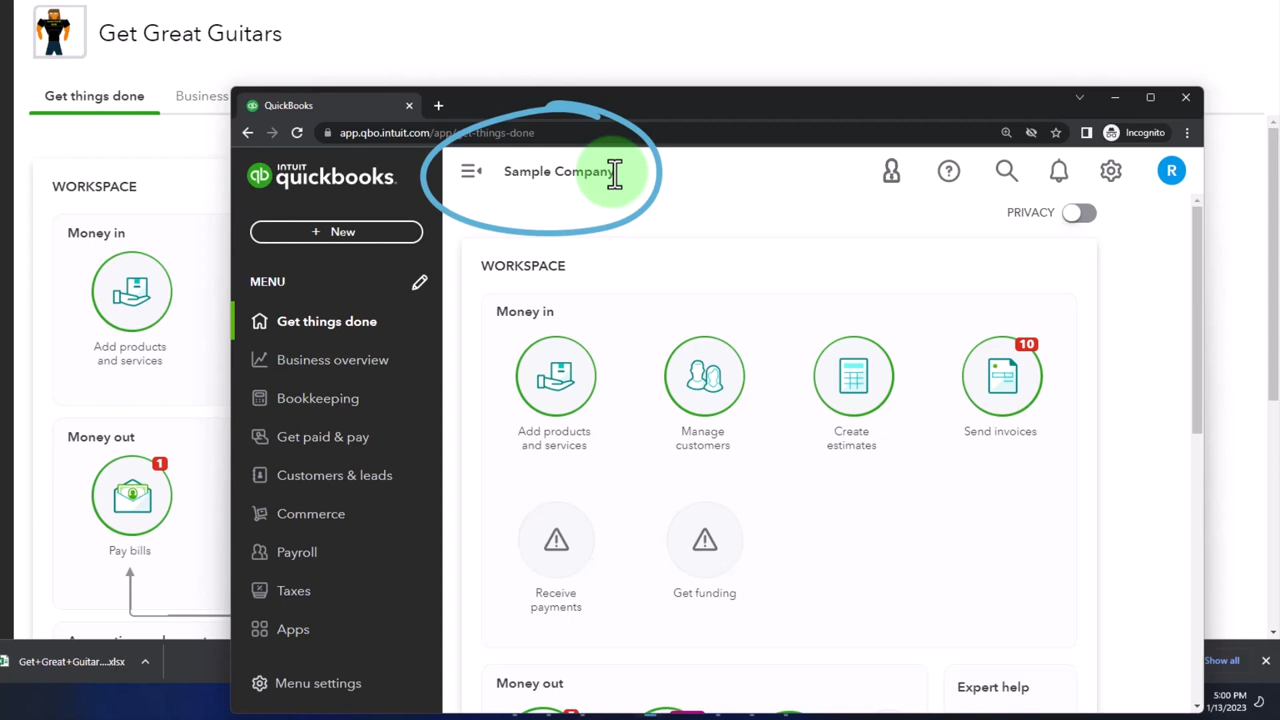 Get Great Guitars
Get things done
Business
WORKSPACE
Money in
Add products
and services
Money out
1
Pay bills
Get+Great+Guitar....xlsx
QuickBooks
app.qbo.intuit.com/app/get-things-done
Incognito
INTUIT
quickbooks.
Sample Company
R
PRIVACY
+ New
MENU
Get things done
Business overview
Bookkeeping
Get paid & pay
Customers & leads
Commerce
Payroll
Taxes
Apps
Menu settings
WORKSPACE
Money in
10
Add products
and services
Manage
customers
Create
estimates
Send invoices
Receive
payments
Get funding
Money out
Expert help
Show all
5:00 PM
1/13/2023